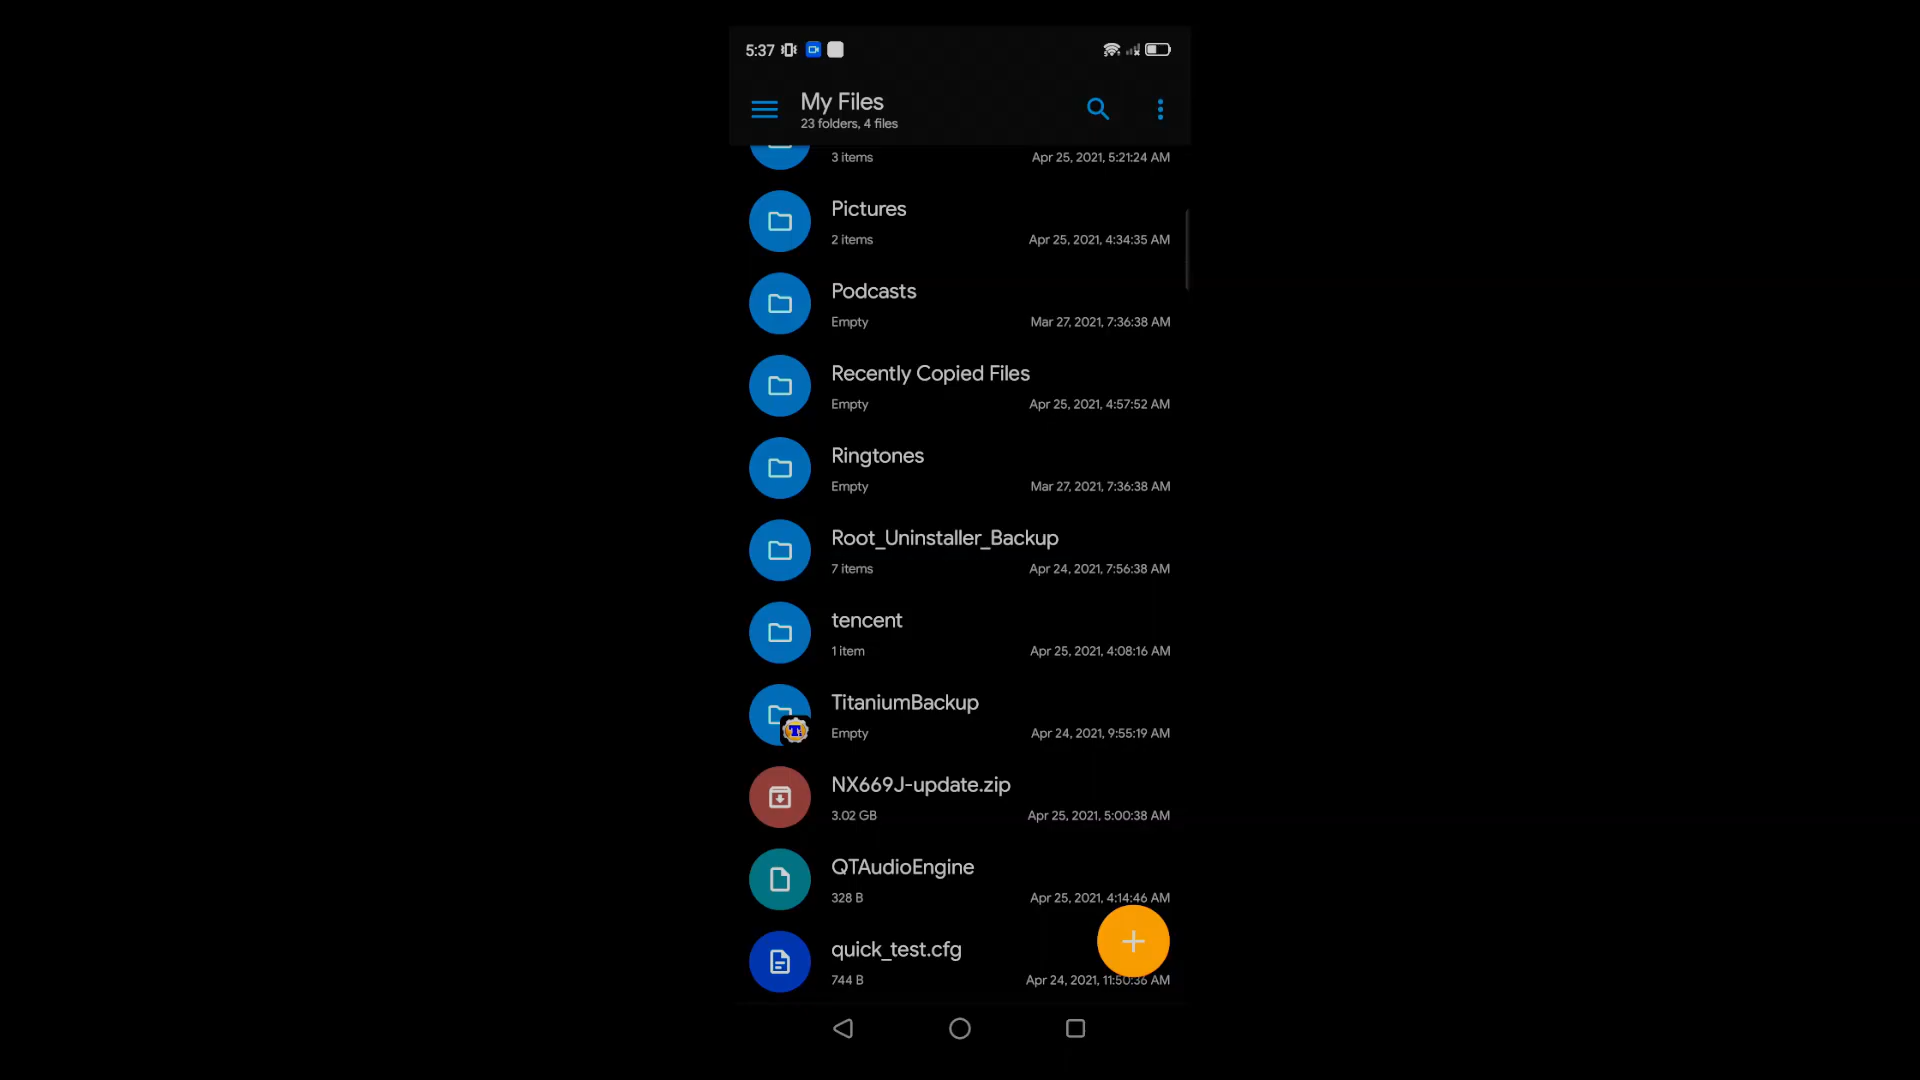 5:37
My Files
23 folders, 4 files
3 items Apr 25, 2021, 5:21:24 AM
Pictures
2 items Apr 25, 2021, 4:34:35 AM
Podcasts
Empty Mar 27, 2021, 7:36:38 AM
Recently Copied Files
Empty Apr 25, 2021, 4:57:52 AM
Ringtones
Empty Mar 27, 2021, 7:36:38 AM
Root_Uninstaller_Backup
7 items Apr 24, 2021, 7:56:38 AM
tencent
1 item Apr 25, 2021, 4:08:16 AM
TitaniumBackup
Empty Apr 24, 2021, 9:55:19 AM
NX669J-update.zip
3.02 GB Apr 25, 2021, 5:00:38 AM
QTAudioEngine
328 B Apr 25, 2021, 4:14:46 AM
quick_test.cfg
744 B Apr 24, 2021, 11:50:36 AM